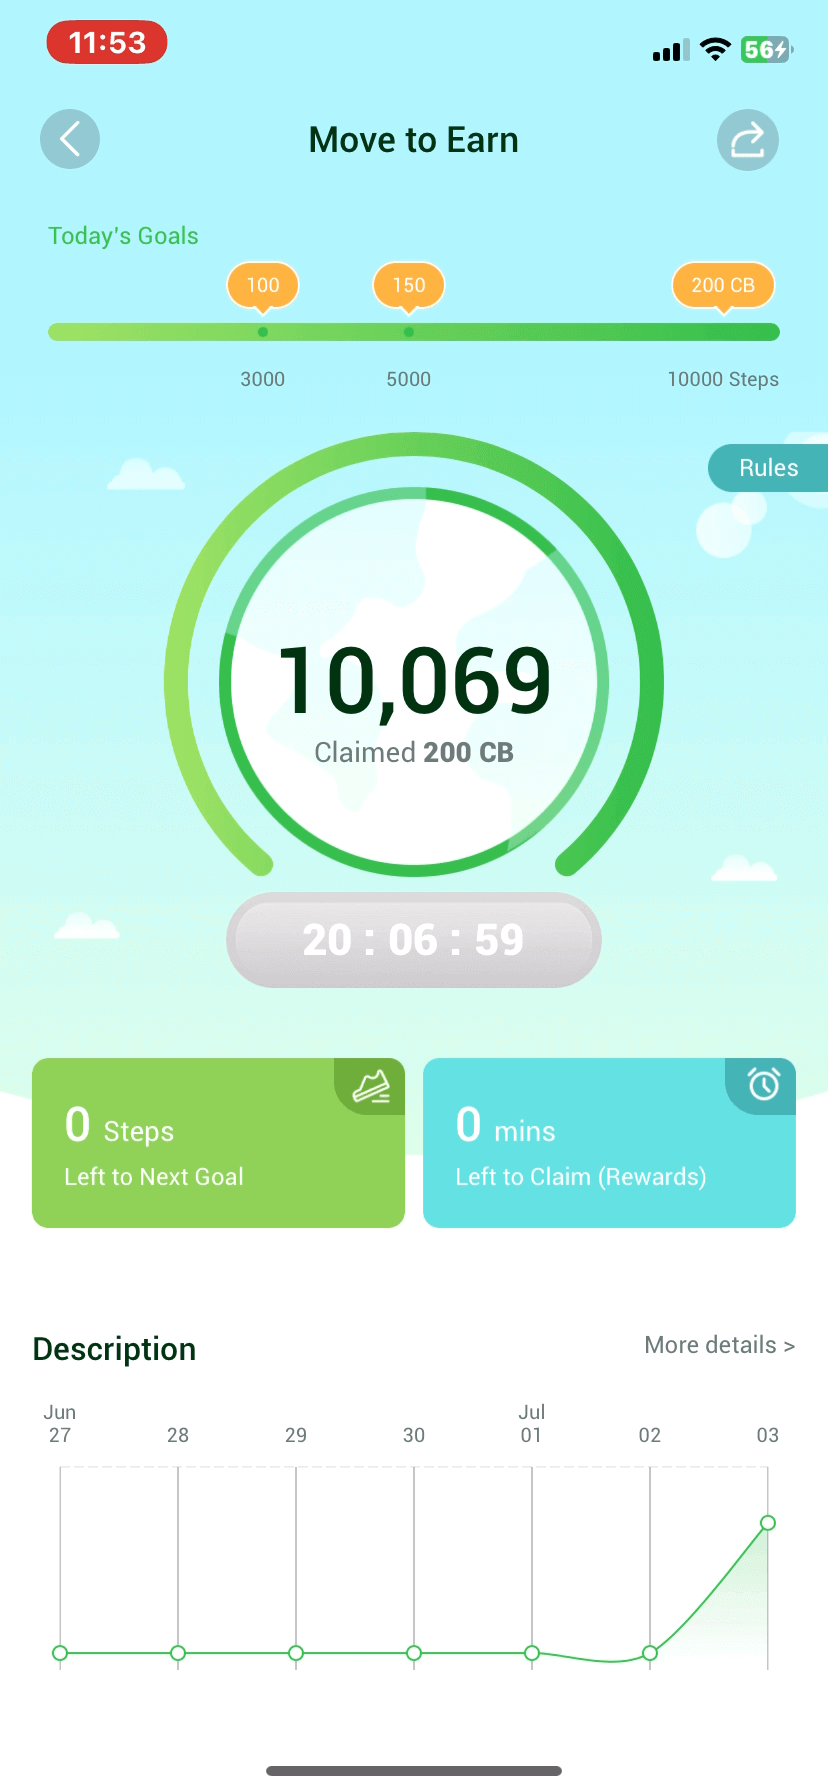 11:53
56
Move to Earn
Today's Goals
100 150 200 CB
3000 5000 10000 Steps
Rules
10,069
Claimed 200 CB
20 : 06 : 59
0 Steps
Left to Next Goal
0 mins
Left to Claim (Rewards)
Description
More details >
Jun Jul
27 28 29 30 01 02 03